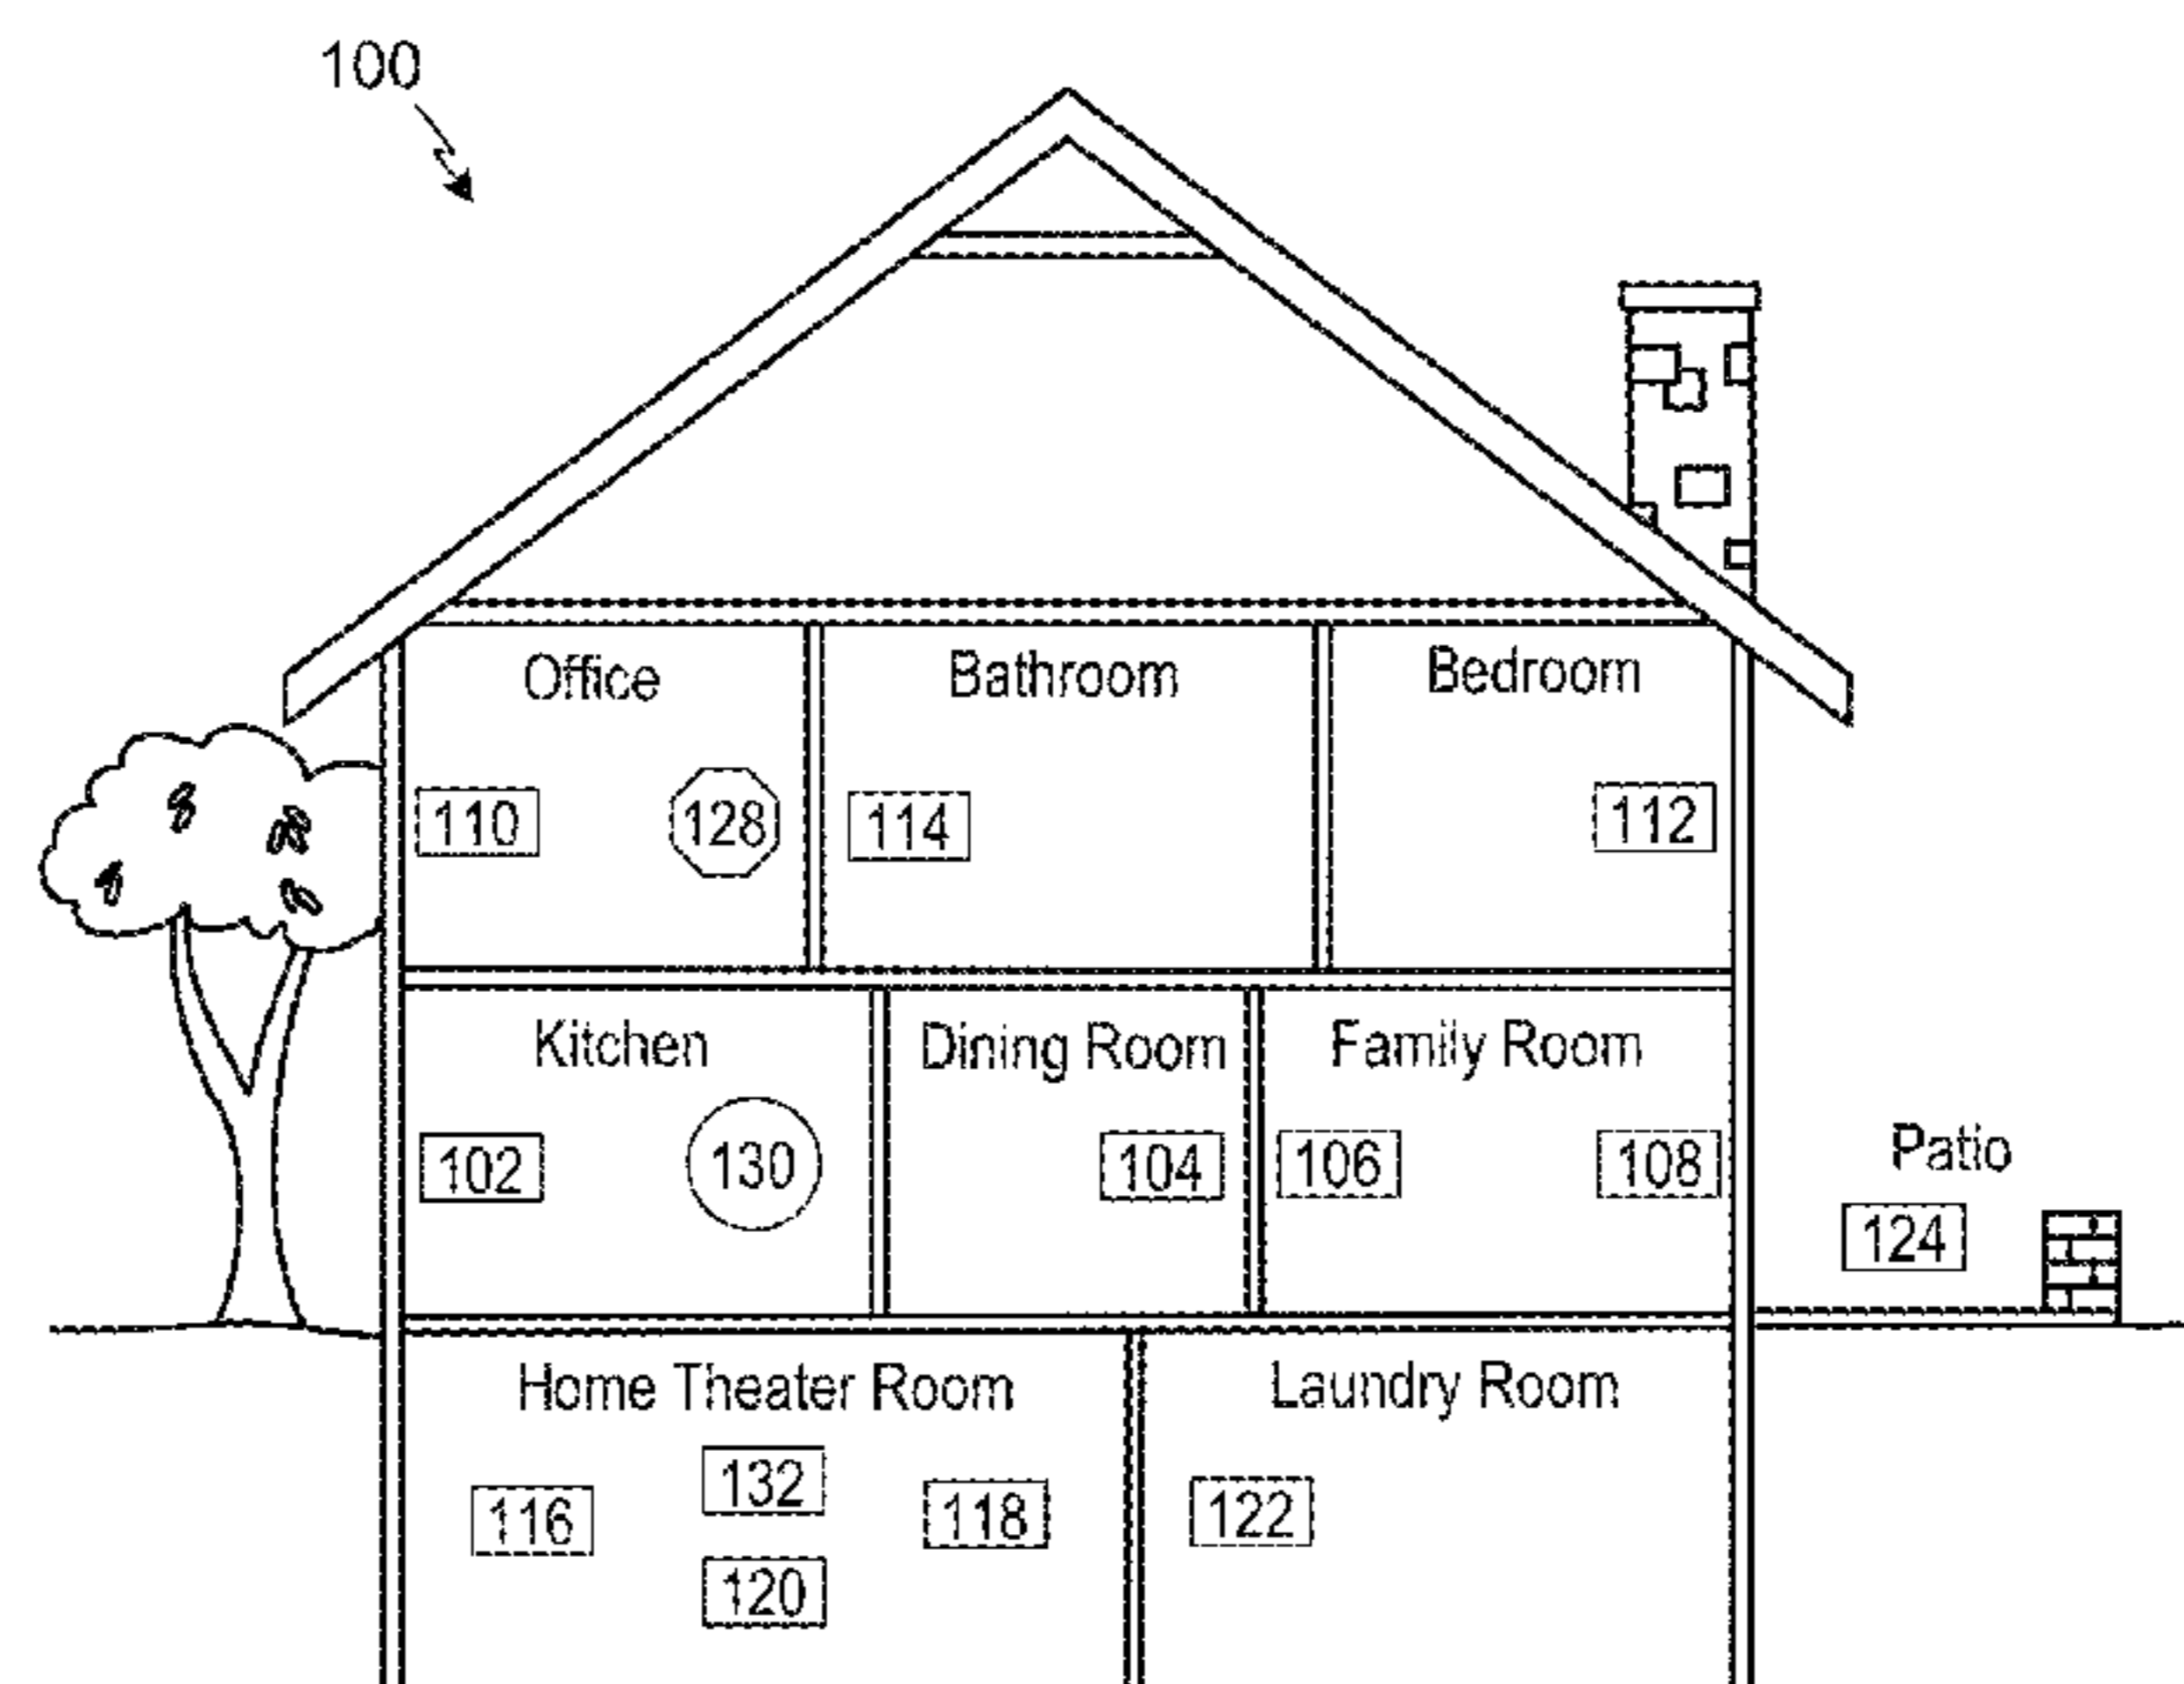 100
Office Bathroom Bedroom
110 128 114 112
Kitchen Dining Room Family Room
102 130 104 106 108
Patio
124
Home Theater Room Laundry Room
116 132 118 122
120